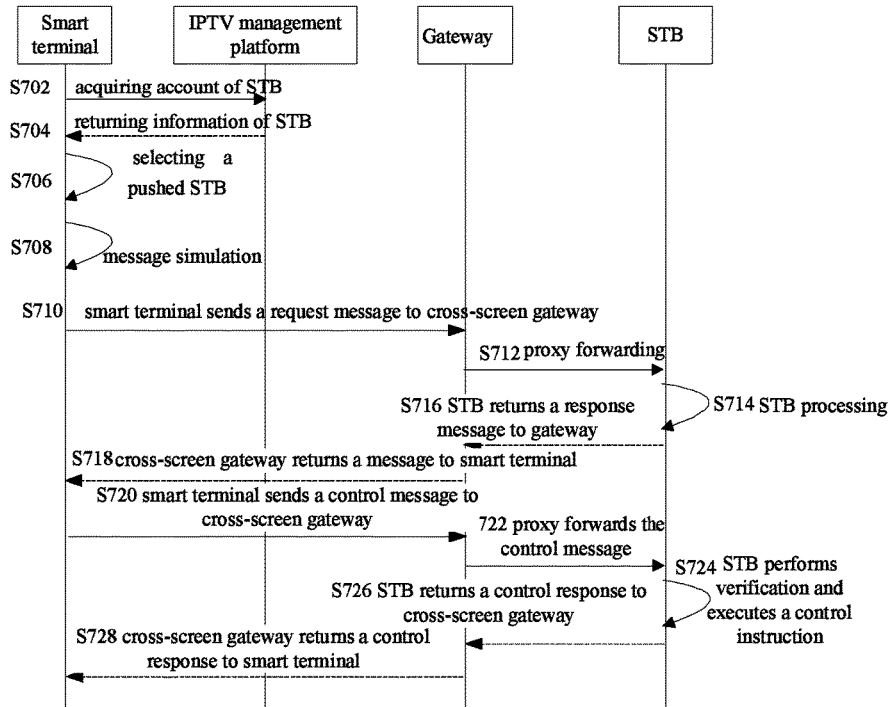 Smart
terminal
IPTV management
platform
Gateway
STB
S702
acquiring account of STB
S704
returning information of STB
S706
selecting a
pushed STB
S708
message simulation
S710
smart terminal sends a request message to cross-screen gateway
S712 proxy forwarding
S714 STB processing
S716 STB returns a response
message to gateway
S718 cross-screen gateway returns a message to smart terminal
S720 smart terminal sends a control message to
cross-screen gateway
722 proxy forwards the
control message
S724 STB performs
verification and
executes a control
instruction
S726 STB returns a control response to
cross-screen gateway
S728 cross-screen gateway returns a control
response to smart terminal